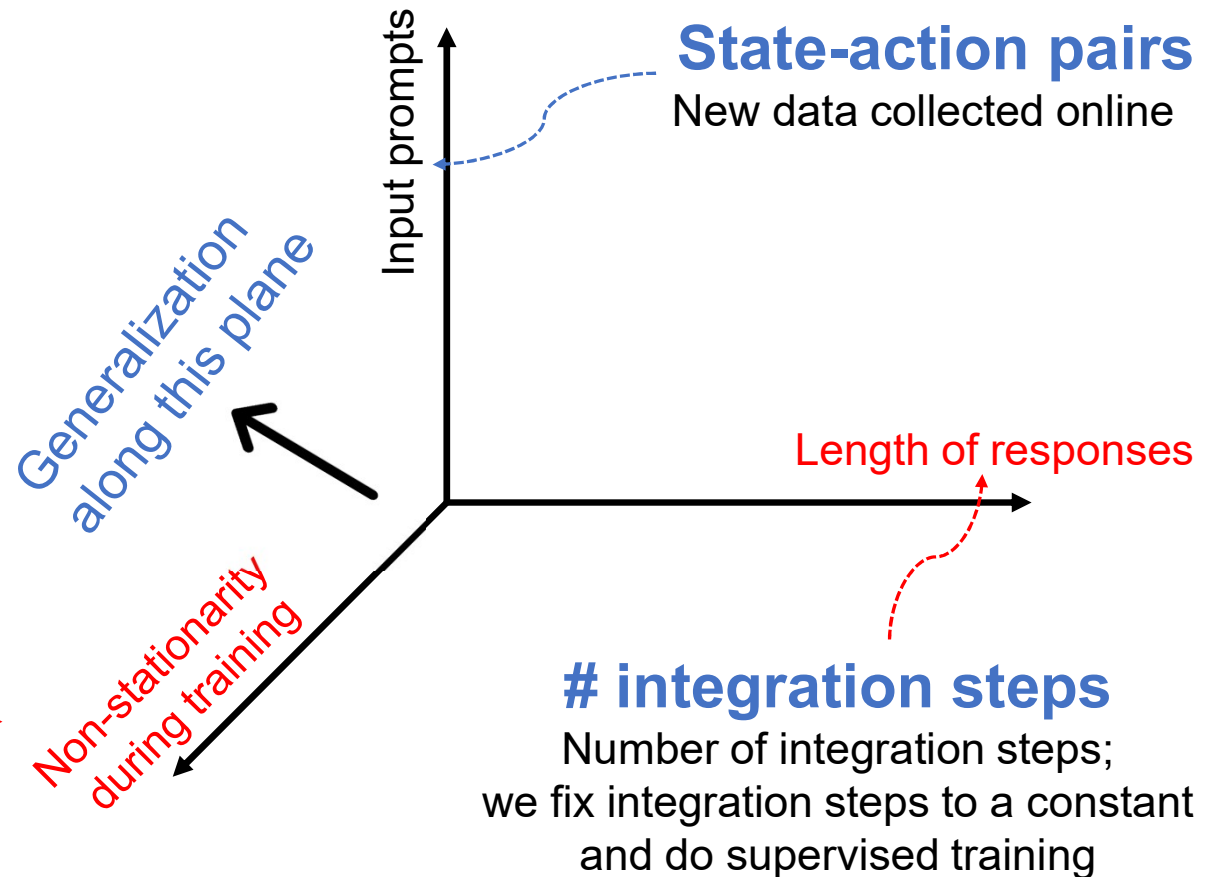 Input prompts
State-action pairs
New data collected online
Generalization
along this plane
Length of responses
Non-stationarity
during training
# integration steps
Number of integration steps;
we fix integration steps to a constant
and do supervised training